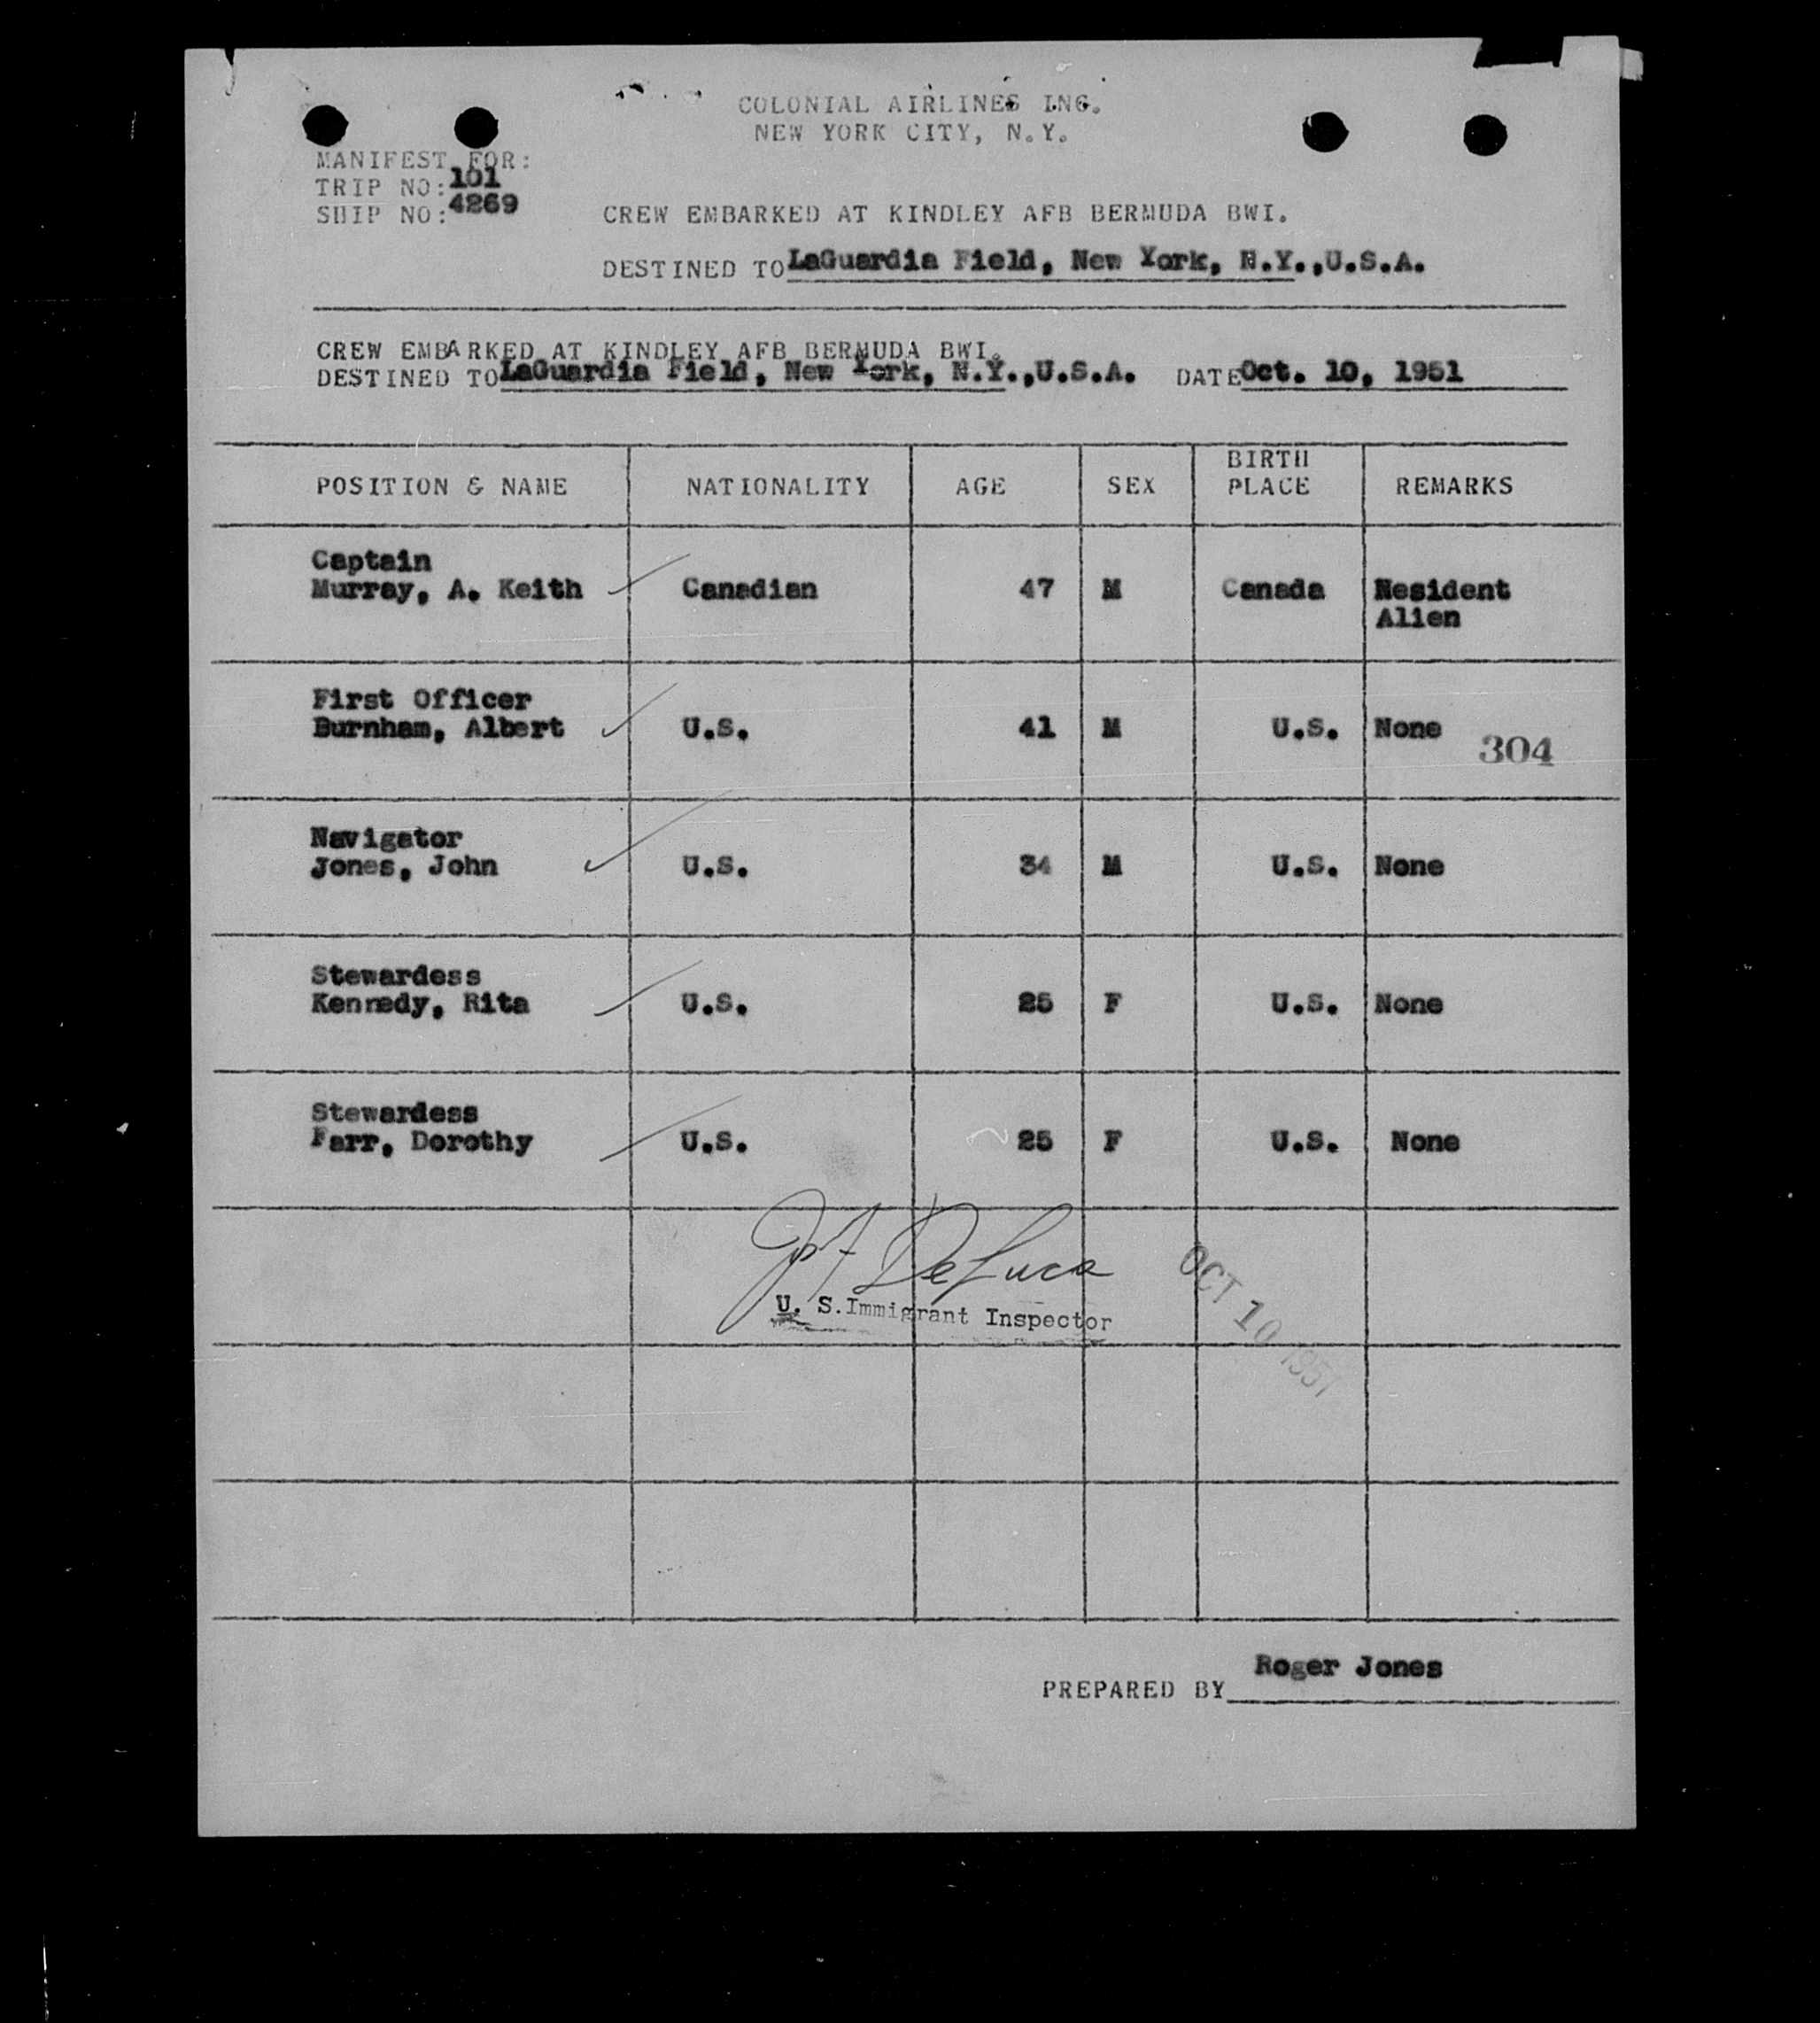 COLONIAL AIRLINES INC.
NEW YORK CITY, N.Y.
MANIFEST FOR:
TRIP NO: 101
SHIP NO: 4269
CREW EMBARKED AT KINDLEY AFB BERMUDA BWI.
DESTINED TO LaGuardia Field, New York, N.Y.,U.S.A.
CREW EMBARKED AT KINDLEY AFB BERMUDA BWI.
DESTINED TO LaGuardia Field, New York, N.Y.,U.S.A. DATE Oct. 10, 1951
POSITION & NAME NATIONALITY AGE SEX BIRTH PLACE REMARKS
Captain
Murray, A. Keith Canadian 47 M Canada Resident
Alien
First Officer
Burnham, Albert U.S. 41 M U.S. None
304
Navigator
Jones, John U.S. 34 M U.S. None
Stewardess
Kennedy, Rita U.S. 25 F U.S. None
Stewardess
Farr, Dorothy U.S. 25 F U.S. None
DeLuca
U. S. Immigrant Inspector
OCT 10 1951
Roger Jones
PREPARED BY